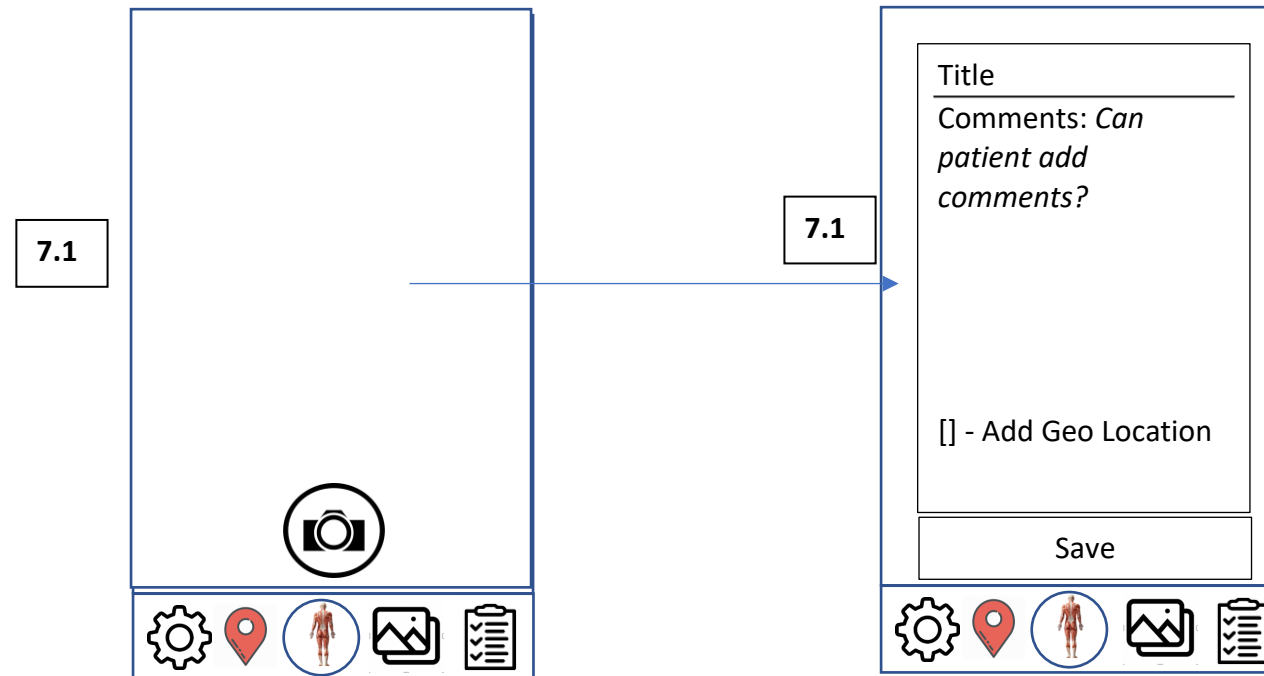 7.1
7.1
Title
Comments: Can
patient add
comments?
[] - Add Geo Location
Save